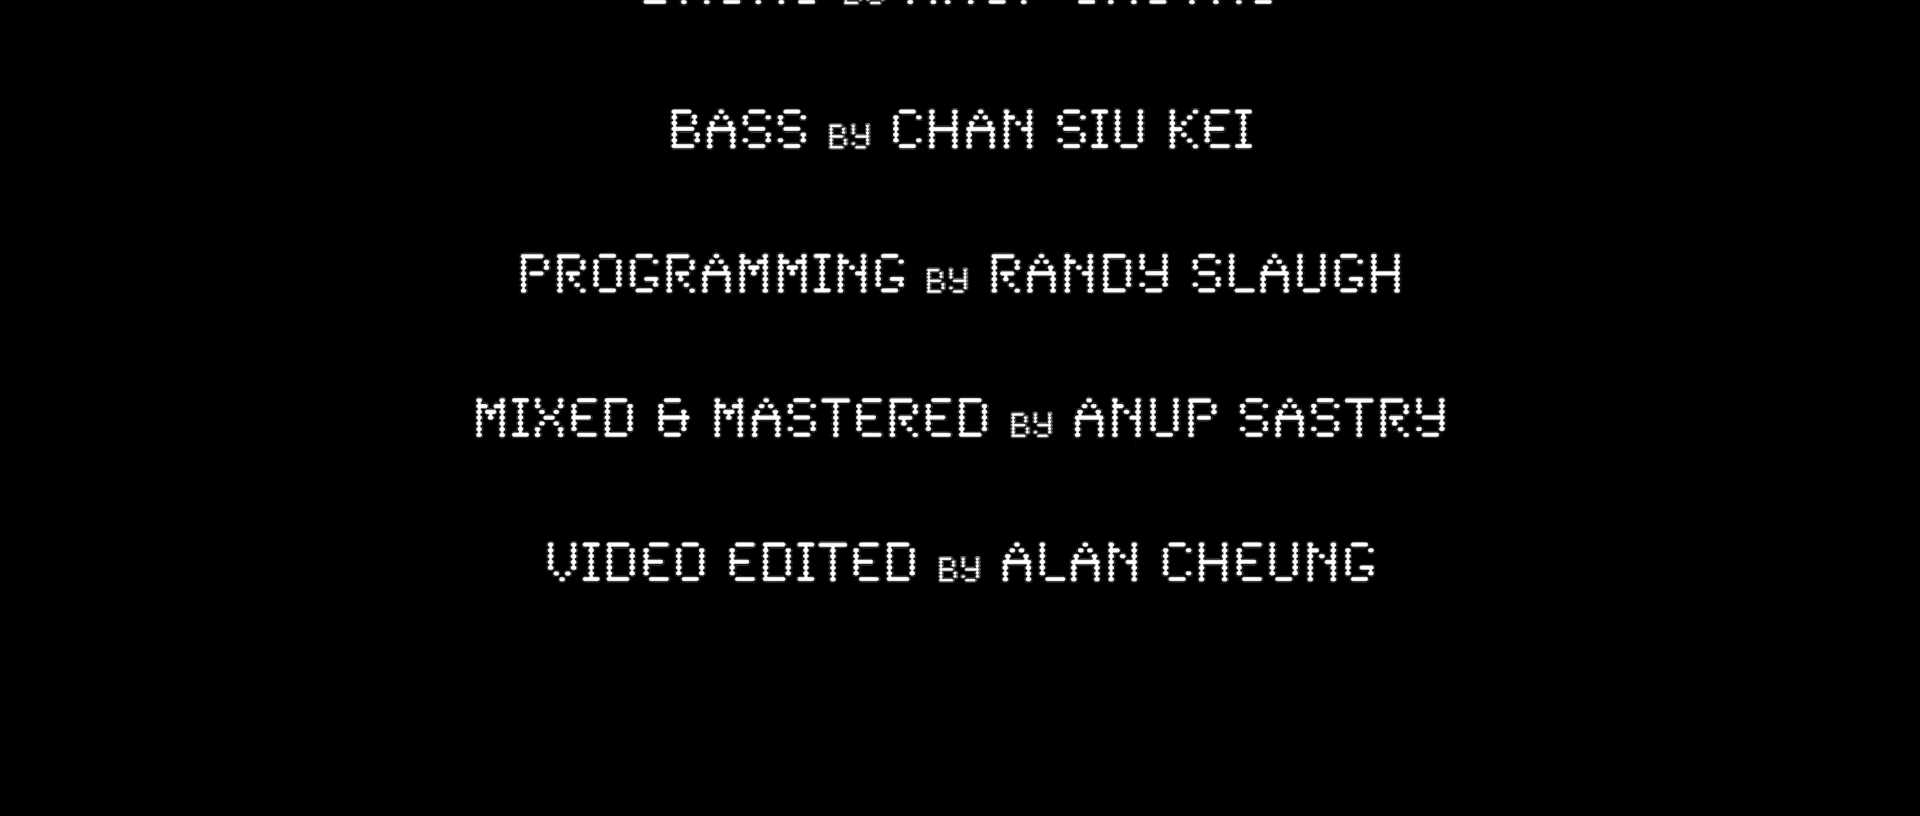 BASS BY CHAN SIU KEI
PROGRAMMING BY RANDY SLAUGH
MIXED & MASTERED BY ANUP SASTRY
VIDEO EDITED BY ALAN CHEUNG